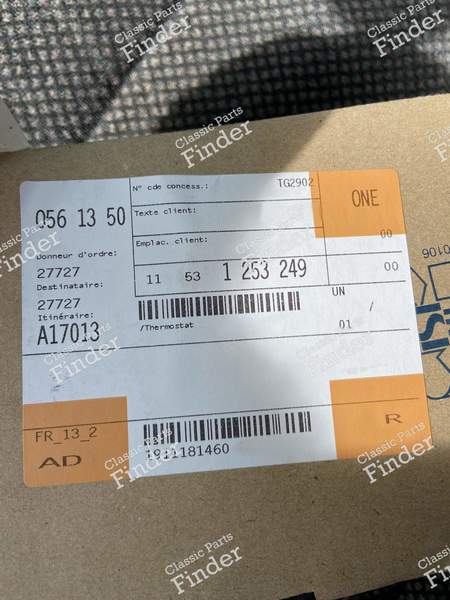 Classic Parts
Finder
N° cde concess.: TG2902
056 13 50
ONE
Texte client:
Donneur d'ordre:
Emplac. client:
00
27727
11 53 1 253 249
00
Destinataire:
27727
UN
/
Itinéraire:
A17013
/Thermostat
01
FR_13_2
AD
R
1911181460
0106